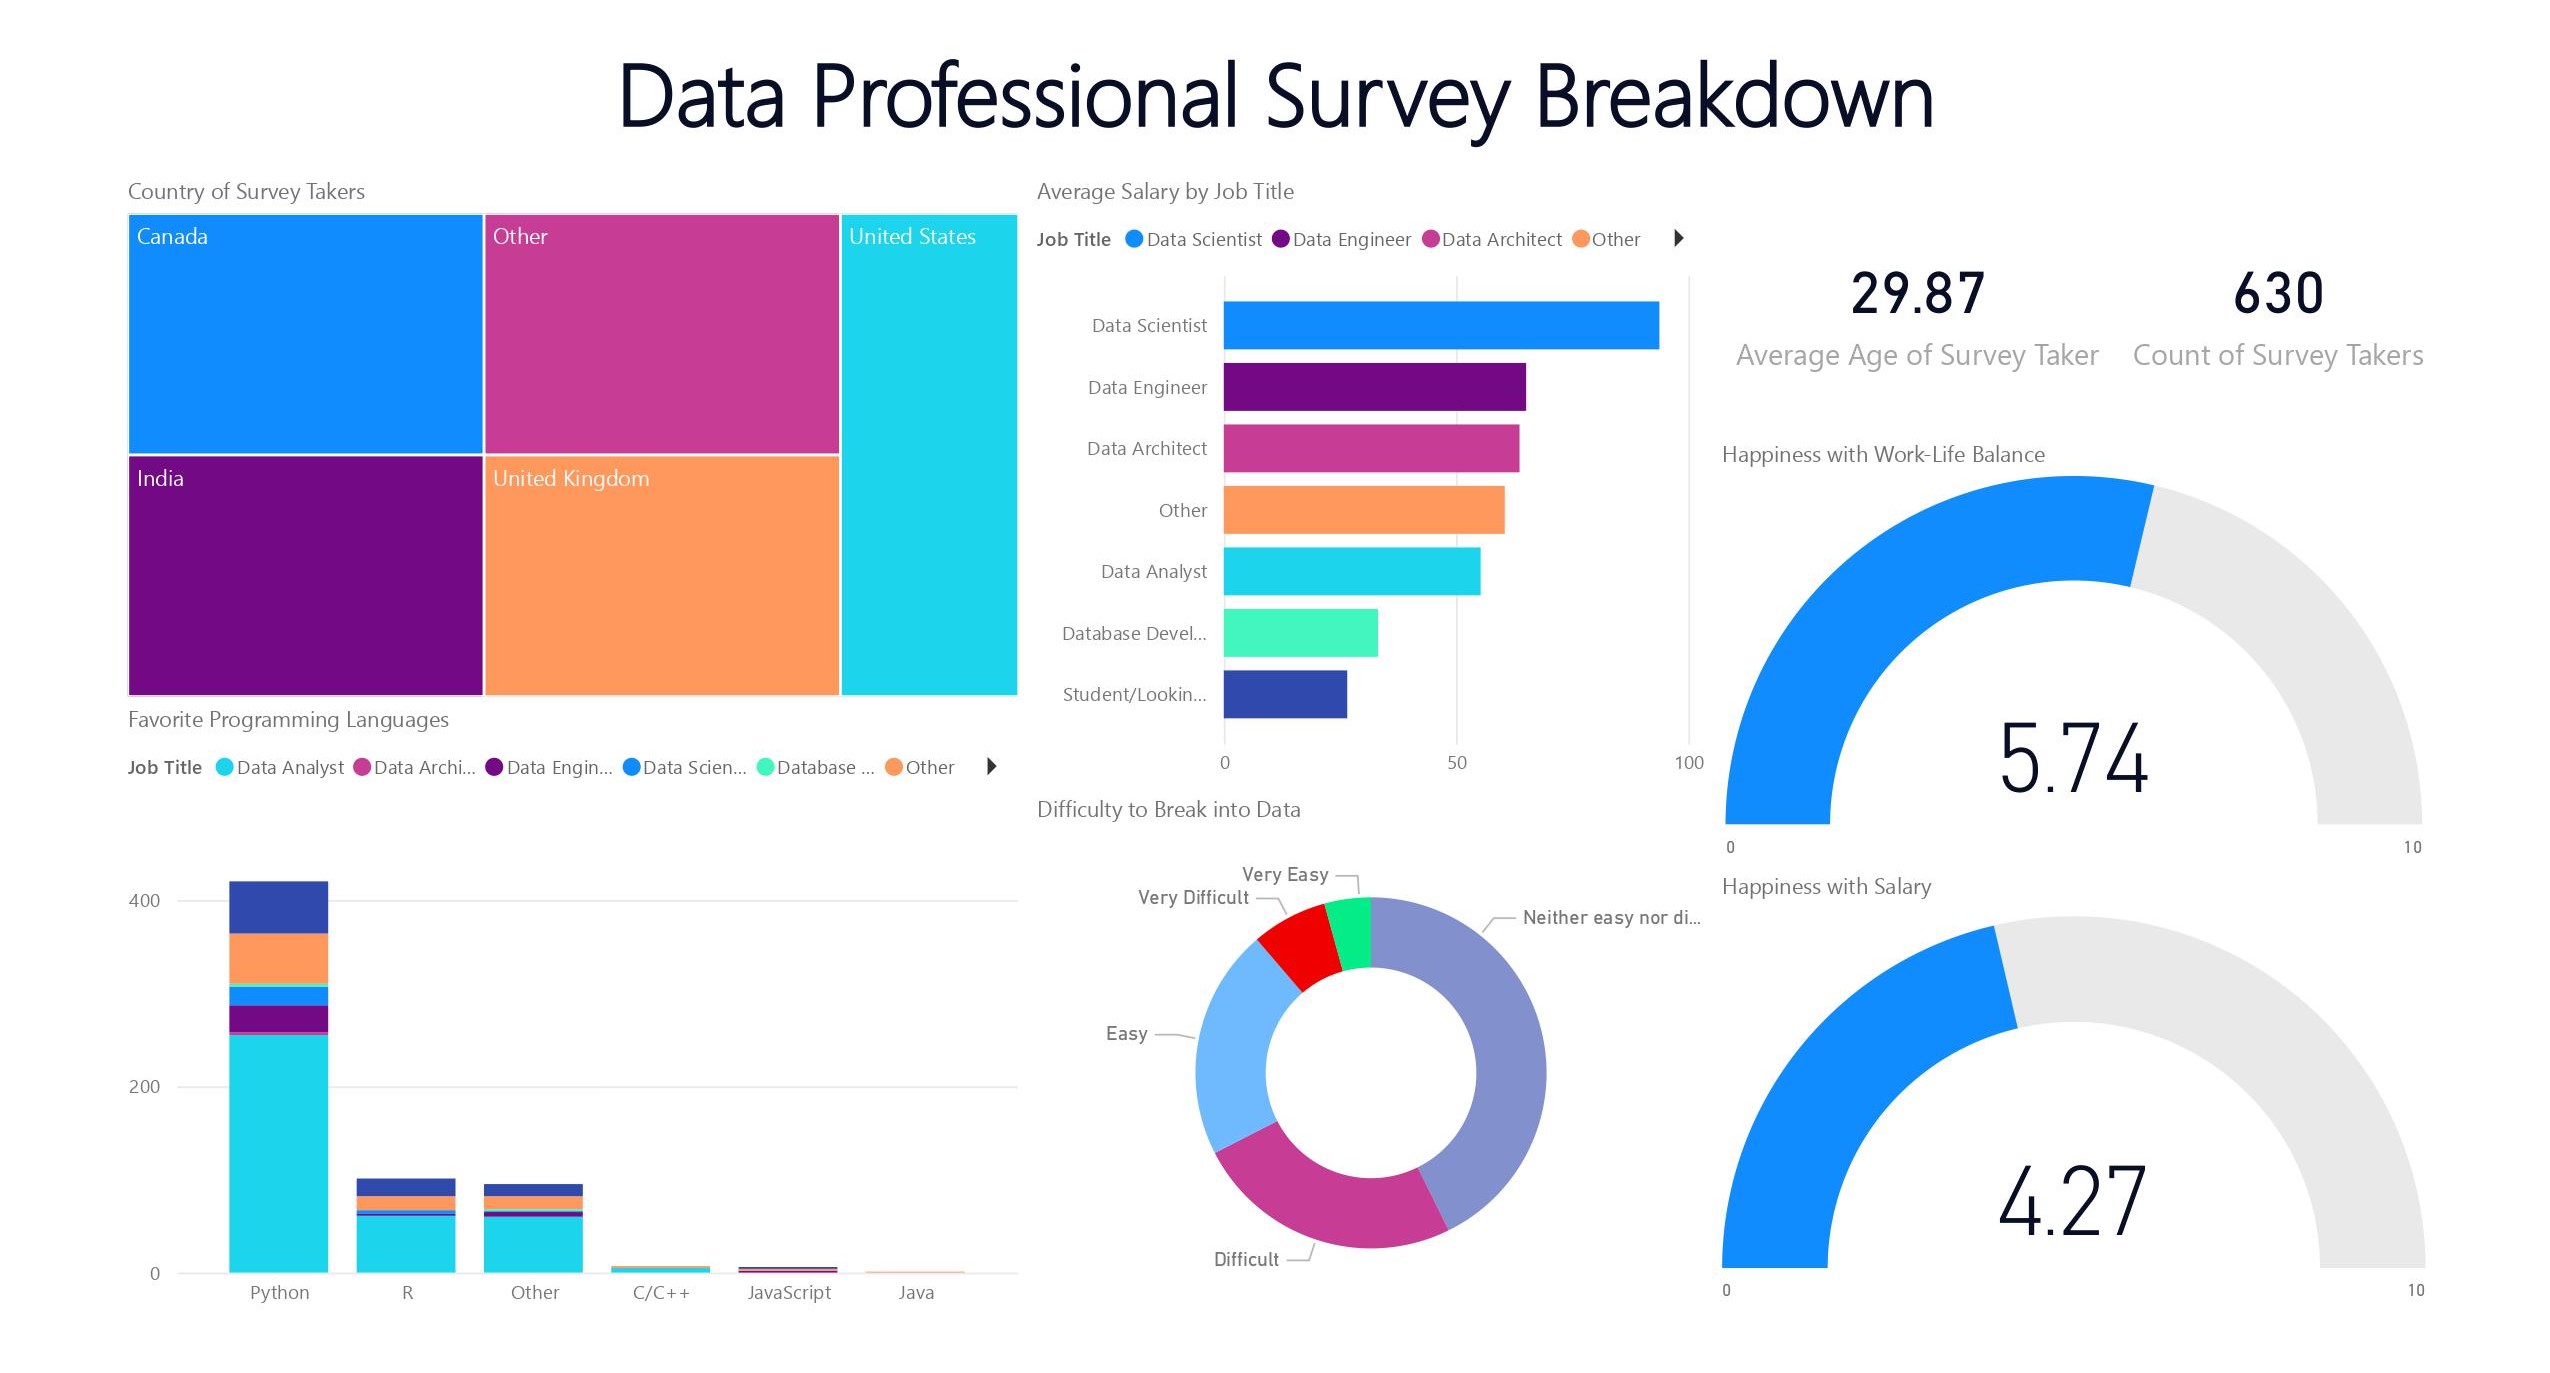 Data Professional Survey Breakdown
Country of Survey Takers
Canada
Other
United States
India
United Kingdom
Average Salary by Job Title
Job Title Data Scientist Data Engineer Data Architect Other
Data Scientist
Data Engineer
Data Architect
Other
Data Analyst
Database Devel...
Student/Lookin...
0 50 100
29.87
Average Age of Survey Taker
630
Count of Survey Takers
Happiness with Work-Life Balance
5.74
0 10
Favorite Programming Languages
Job Title Data Analyst Data Archi... Data Engin... Data Scien... Database ... Other
400
200
0
Python R Other C/C++ JavaScript Java
Difficulty to Break into Data
Very Easy
Very Difficult
Neither easy nor di...
Easy
Difficult
Happiness with Salary
4.27
0 10